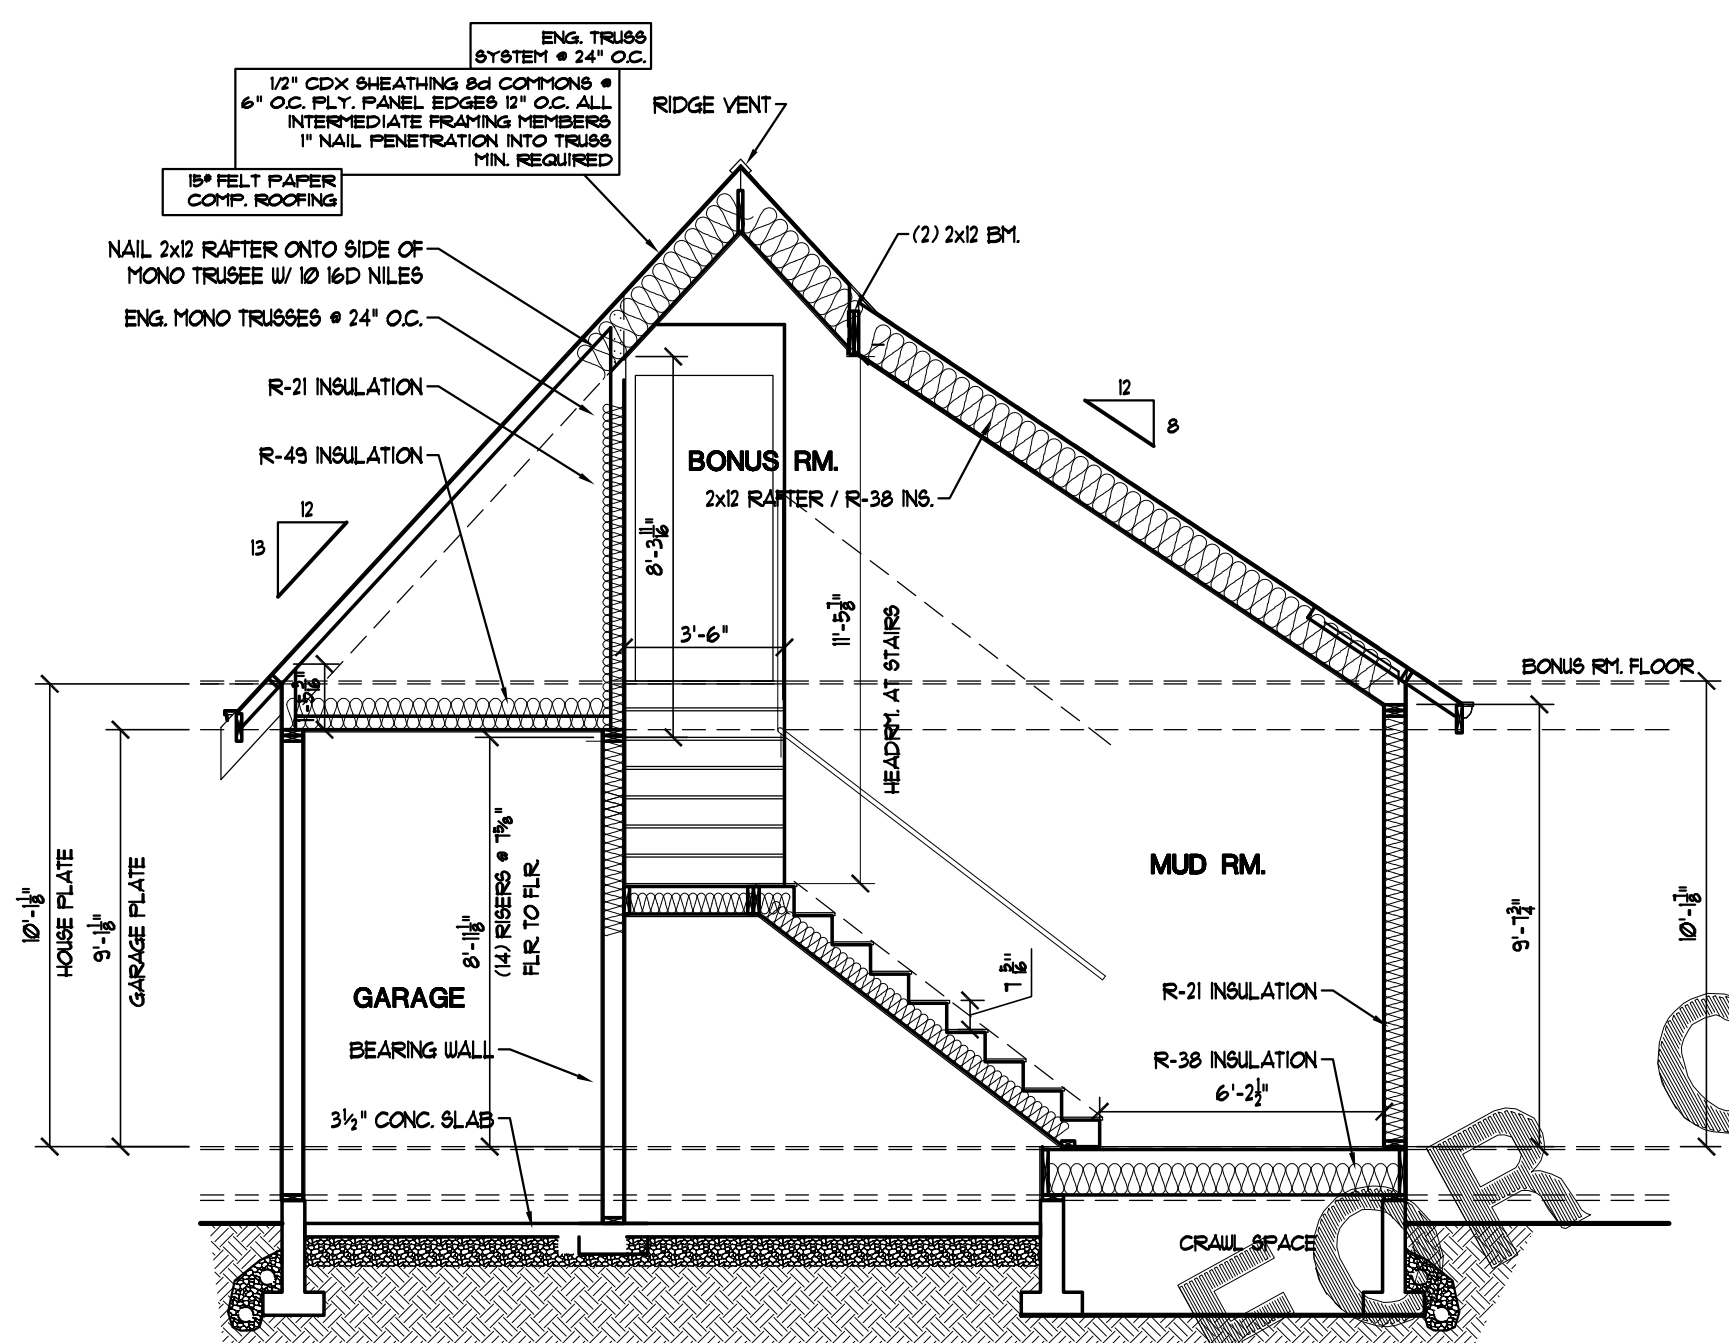 ENG. TRUSS
SYSTEM @ 24" O.C.
1/2" CDX SHEATHING 8d COMMONS @
6" O.C. PLY. PANEL EDGES 12" O.C. ALL
INTERMEDIATE FRAMING MEMBERS
1" NAIL PENETRATION INTO TRUSS
MIN. REQUIRED
RIDGE VENT
15# FELT PAPER
COMP. ROOFING
NAIL 2x12 RAFTER ONTO SIDE OF
MONO TRUSEE W/ 10 16D NILES
(2) 2x12 BM.
ENG. MONO TRUSSES @ 24" O.C.
R-21 INSULATION
12
8
R-49 INSULATION
BONUS RM.
2x12 RAFTER / R-38 INS.
12
13
8'-3 11/16"
3'-6"
11'-5 7/8"
HEADRM. AT STAIRS
BONUS RM. FLOOR
10'-1 1/8"
HOUSE PLATE
9'-1 1/8"
GARAGE PLATE
8'-11 1/8"
(14) RISERS @ 7 5/8"
FLR TO FLR
MUD RM.
9'-7 3/4"
10'-1 7/8"
7 5/16"
GARAGE
R-21 INSULATION
BEARING WALL
R-38 INSULATION
6'-2 1/2"
3 1/2" CONC. SLAB
CRAWL SPACE
FOR